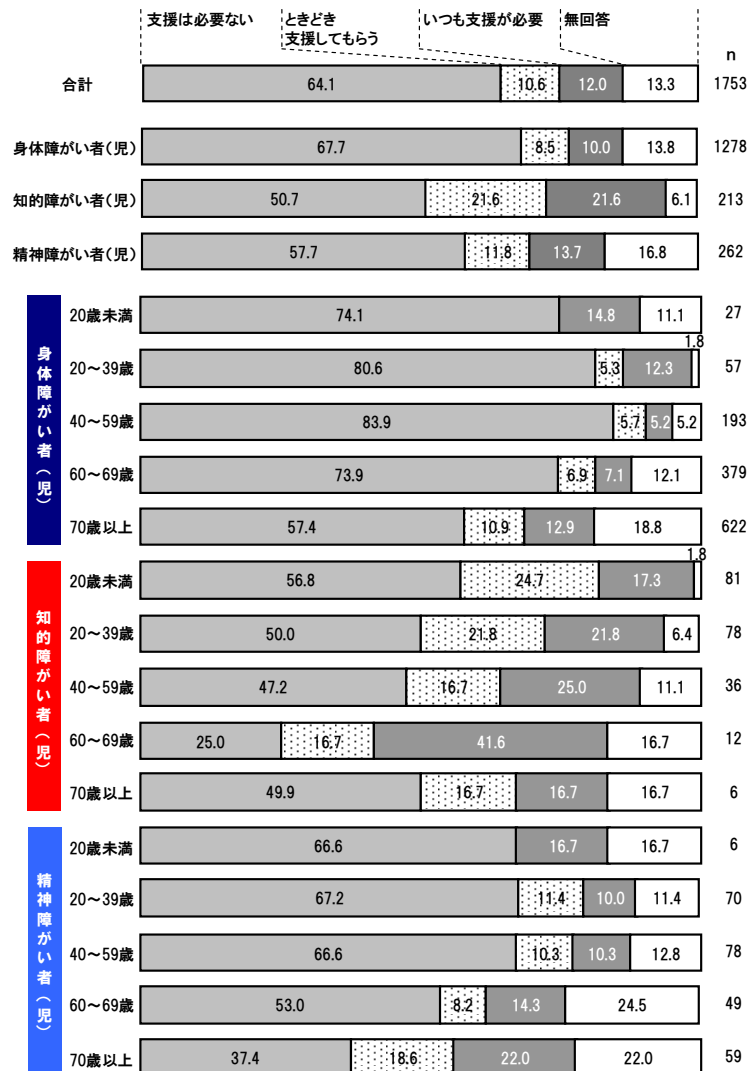 支援は必要ない ときどき支援してもらう いつも支援が必要 無回答
n
合計 64.1 10.6 12.0 13.3 1753
身体障がい者(児) 67.7 8.5 10.0 13.8 1278
知的障がい者(児) 50.7 21.6 21.6 6.1 213
精神障がい者(児) 57.7 11.8 13.7 16.8 262
身体障がい者(児)
20歳未満 74.1 14.8 11.1 27
20～39歳 80.6 5.3 12.3 1.8 57
40～59歳 83.9 5.7 5.2 5.2 193
60～69歳 73.9 6.9 7.1 12.1 379
70歳以上 57.4 10.9 12.9 18.8 622
知的障がい者(児)
20歳未満 56.8 24.7 17.3 1.8 81
20～39歳 50.0 21.8 21.8 6.4 78
40～59歳 47.2 16.7 25.0 11.1 36
60～69歳 25.0 16.7 41.6 16.7 12
70歳以上 49.9 16.7 16.7 16.7 6
精神障がい者(児)
20歳未満 66.6 16.7 16.7 6
20～39歳 67.2 11.4 10.0 11.4 70
40～59歳 66.6 10.3 10.3 12.8 78
60～69歳 53.0 8.2 14.3 24.5 49
70歳以上 37.4 18.6 22.0 22.0 59